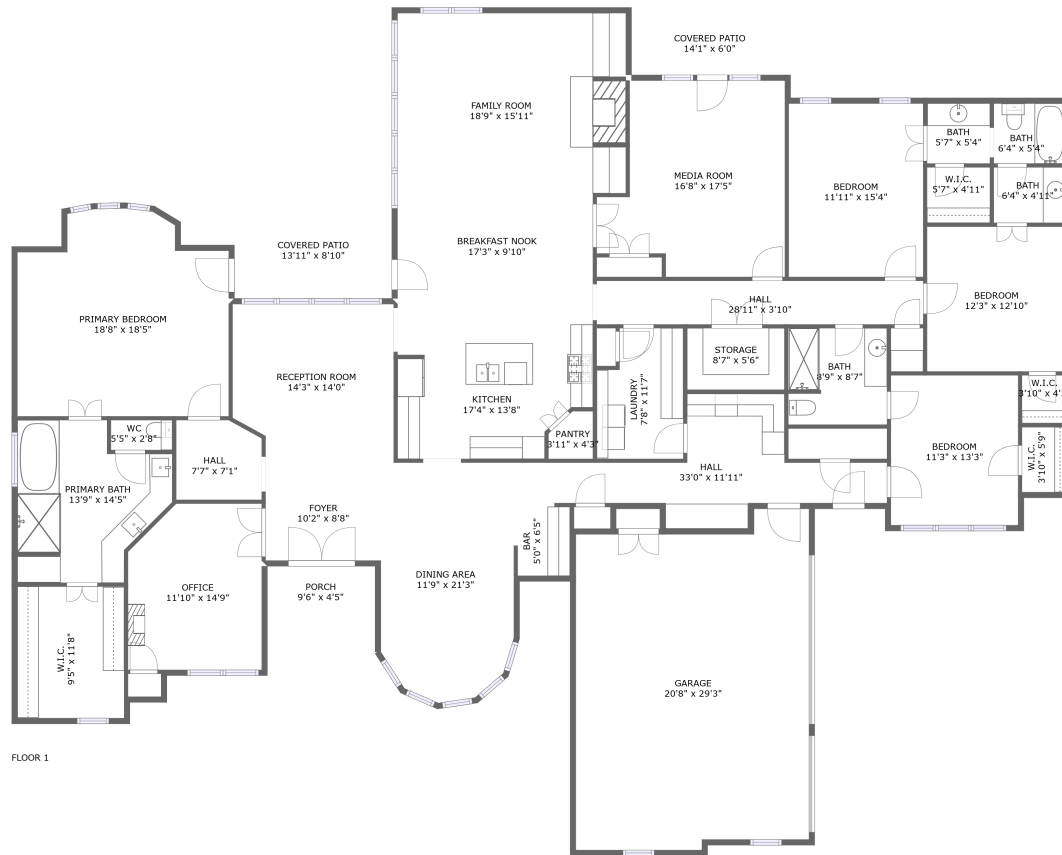 COVERED PATIO
14'1" x 6'0"
FAMILY ROOM
18'9" x 15'11"
MEDIA ROOM
16'8" x 17'5"
BEDROOM
11'11" x 15'4"
BATH
5'7" x 5'4"
BATH
6'4" x 5'4"
W.I.C.
5'7" x 4'11"
BATH
6'4" x 4'11"
COVERED PATIO
13'11" x 8'10"
BREAKFAST NOOK
17'3" x 9'10"
PRIMARY BEDROOM
18'8" x 18'5"
HALL
28'11" x 3'10"
BEDROOM
12'3" x 12'10"
RECEPTION ROOM
14'3" x 14'0"
STORAGE
8'7" x 5'6"
BATH
8'9" x 8'7"
KITCHEN
17'4" x 13'8"
LAUNDRY
7'8" x 11'7"
W.I.C.
3'10" x 4'
WC
5'5" x 2'8"
PANTRY
3'11" x 4'3"
HALL
7'7" x 7'1"
BEDROOM
11'3" x 13'3"
W.I.C.
3'10" x 5'9"
PRIMARY BATH
13'9" x 14'5"
HALL
33'0" x 11'11"
FOYER
10'2" x 8'8"
BAR
5'0" x 6'5"
OFFICE
11'10" x 14'9"
PORCH
9'6" x 4'5"
DINING AREA
11'9" x 21'3"
W.I.C.
9'5" x 11'8"
GARAGE
20'8" x 29'3"
FLOOR 1